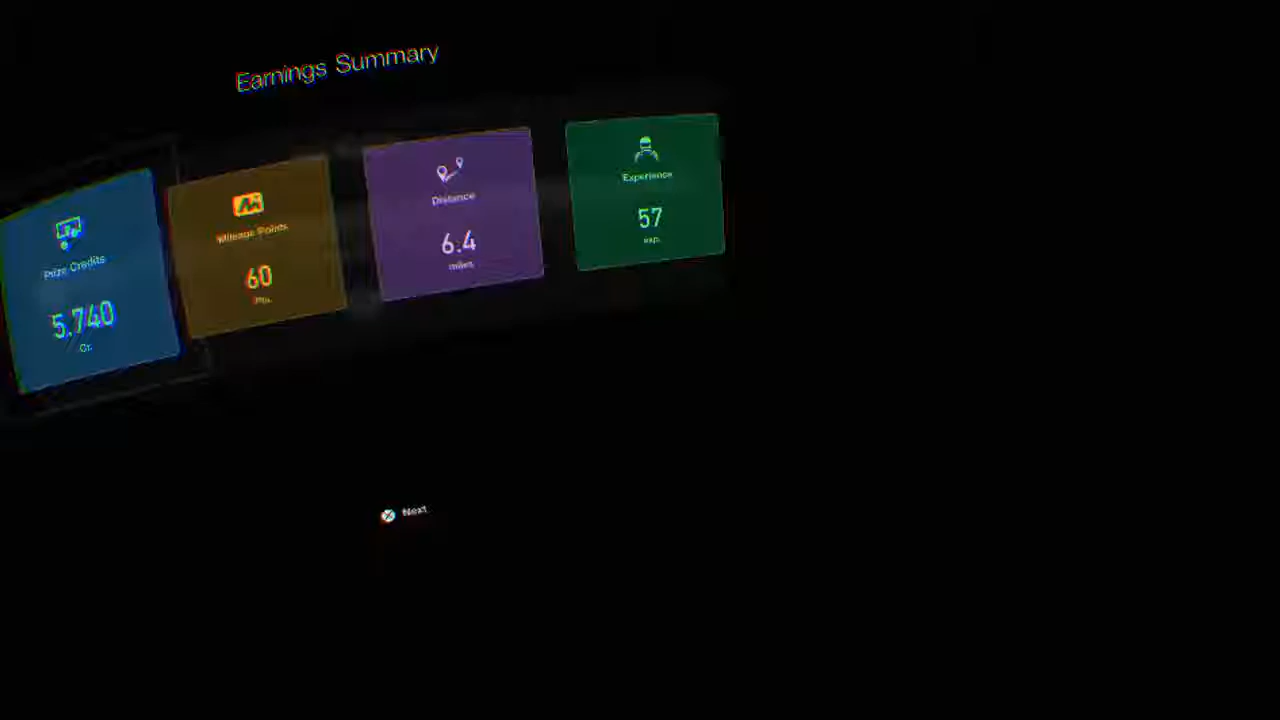 Earnings Summary
Prize Credits
5,740
Cr.
Mileage Points
60
Pts.
Distance
6.4
miles
Experience
57
exp.
Next